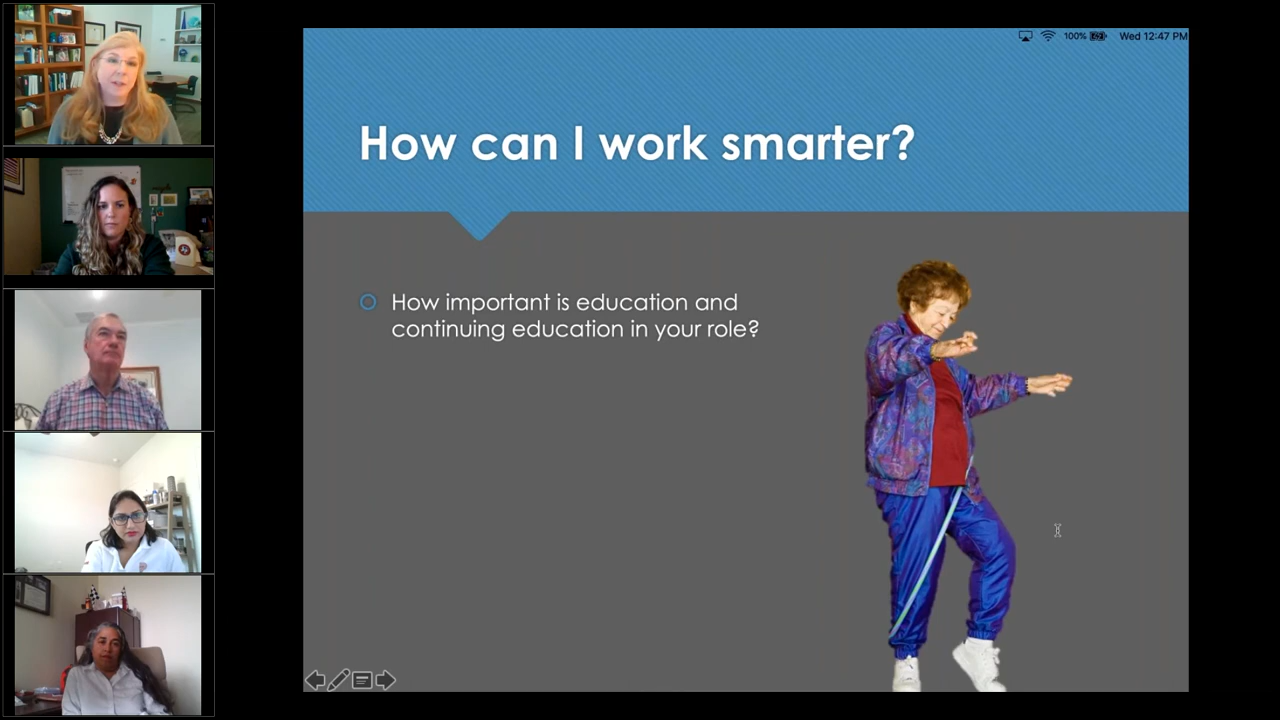 100% Wed 12:47 PM
How can I work smarter?
How important is education and
continuing education in your role?